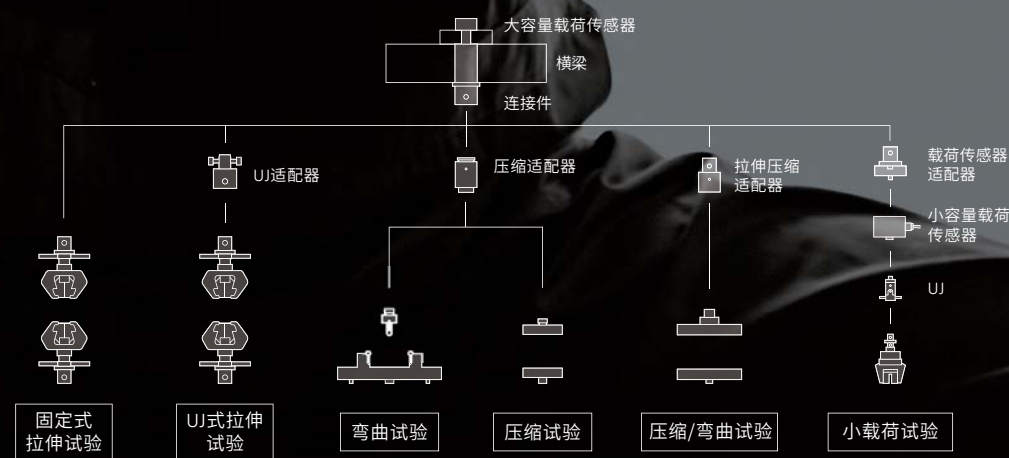 大容量载荷传感器
横梁
连接件
UJ适配器
压缩适配器
拉伸压缩
适配器
载荷传感器
适配器
小容量载荷
传感器
UJ
固定式
拉伸试验
UJ式拉伸
试验
弯曲试验
压缩试验
压缩/弯曲试验
小载荷试验